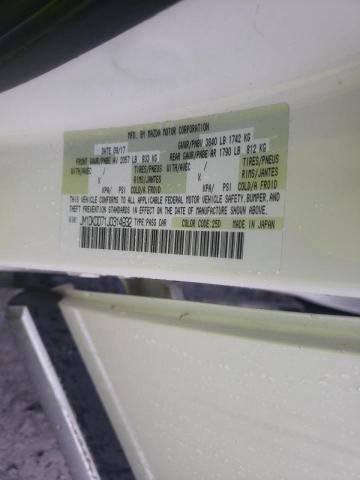 MFD. BY MAZDA MOTOR CORPORATION
DATE 09/17 GVWR/PNBV 3840 LB 1742 KG
FRONT GAWR/PNBE AV 2057 LB 933 KG REAR GAWR/PNBE AR 1790 LB 812 KG
WITH/AVEC / TIRES/PNEUS WITH/AVEC / TIRES/PNEUS
X RIMS/JANTES X RIMS/JANTES
KPA/ PSI COLD/A FROID KPA/ PSI COLD/A FROID
THIS VEHICLE CONFORMS TO ALL APPLICABLE FEDERAL MOTOR VEHICLE SAFETY, BUMPER, AND
THEFT PREVENTION STANDARDS IN EFFECT ON THE DATE OF MANUFACTURE SHOWN ABOVE.
TYPE:PASS CAR COLOR CODE:25D MADE IN JAPAN